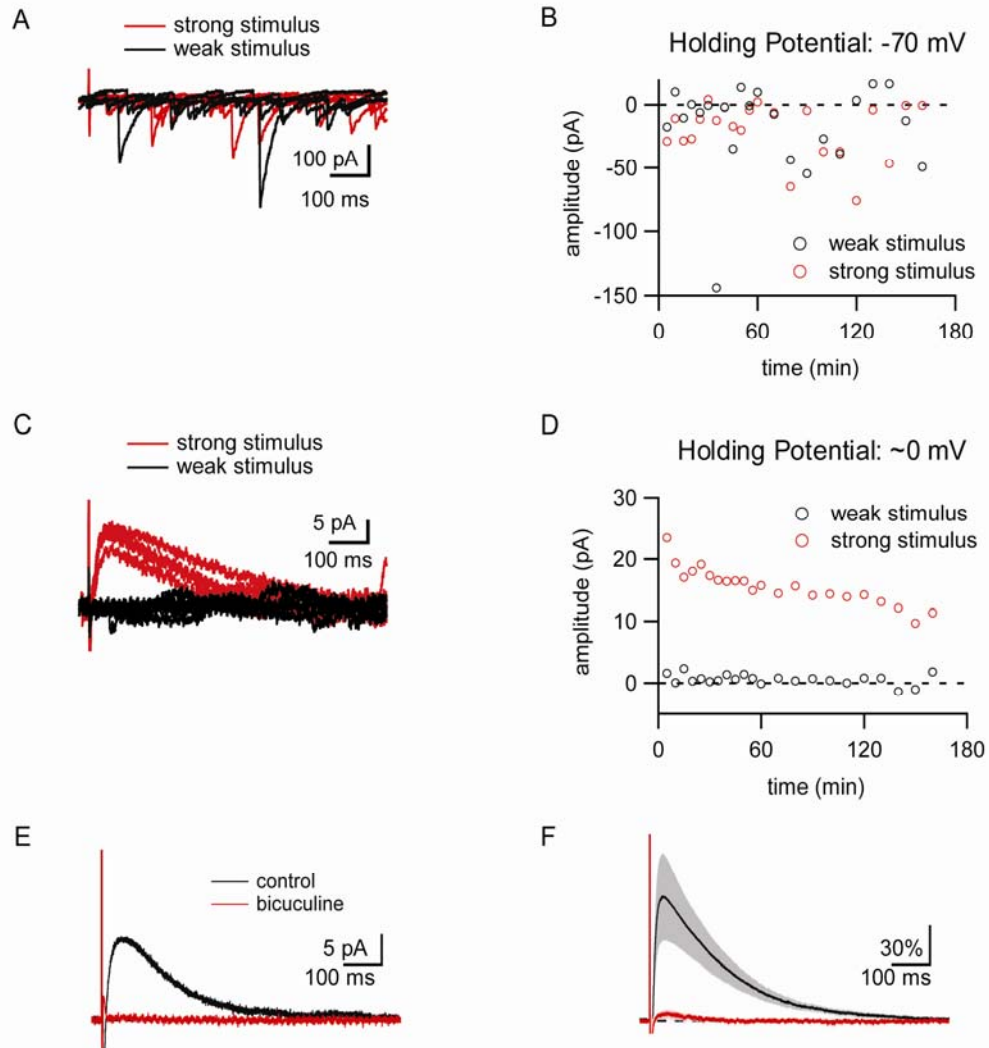 A
strong stimulus
weak stimulus
100 pA
100 ms
B
Holding Potential: -70 mV
amplitude (pA)
0
-50
-100
-150
weak stimulus
strong stimulus
0
60
120
180
time (min)
C
strong stimulus
weak stimulus
5 pA
100 ms
D
Holding Potential: ~0 mV
amplitude (pA)
30
20
10
0
weak stimulus
strong stimulus
0
60
120
180
time (min)
E
control
bicuculine
5 pA
100 ms
F
30%
100 ms